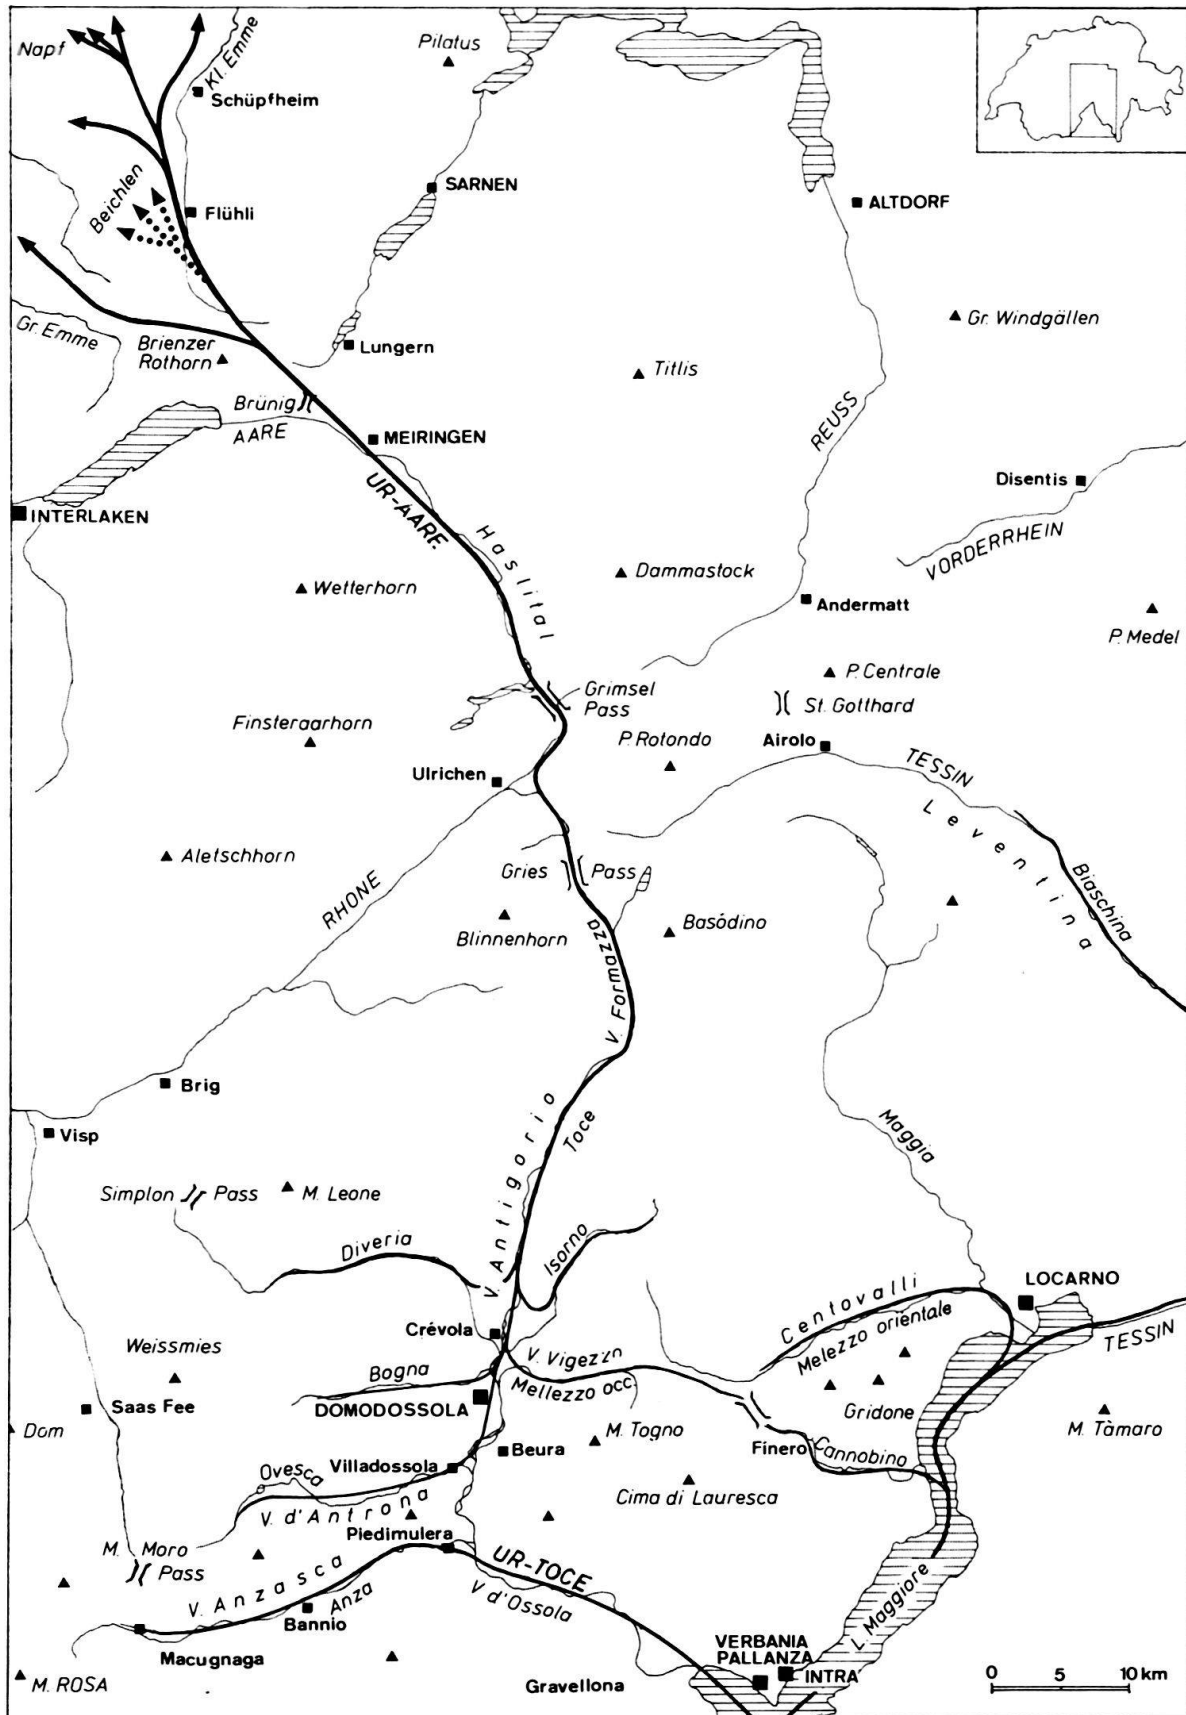 Napf
Kl. Emme
Pilatus
Schüpfheim
SARNEN
ALTDORF
Beichlen
Flühli
Gr. Emme
Brienzer
Rothorn
Lungern
Gr. Windgällen
Titlis
Brünig
AARE
MEIRINGEN
REUSS
Disentis
INTERLAKEN
UR-AARE
Haslital
VORDERRHEIN
Wetterhorn
Dammastock
Andermatt
P. Medel
Grimsel
Pass
P. Centrale
St. Gotthard
Finsteraarhorn
P. Rotondo
Airolo
Ulrichen
TESSIN
Leventina
Aletschhorn
Gries Pass
RHONE
Biaschina
Blinnenhorn
Basódino
V. Formazza
Brig
Visp
V. Antigorio
Toce
Maggia
Simplon Pass
M. Leone
Diveria
Isorno
LOCARNO
Centovalli
Melezzo orientale
Crévola
TESSIN
Weissmies
Bogna
V. Vigezzo
Mellezzo occ.
Saas Fee
DOMODOSSOLA
Gridone
Dom
M. Togno
M. Tàmaro
Beura
Finero
Cannobino
Villadossola
Ovesca
V. d'Antrona
Cima di Lauresca
Piedimulera
M. Moro
Pass
UR-TOCE
V. Anzasca
Anza
V d'Ossola
Bannio
L. Maggiore
Macugnaga
VERBANIA
PALLANZA
INTRA
M. ROSA
Gravellona
0 5 10 km